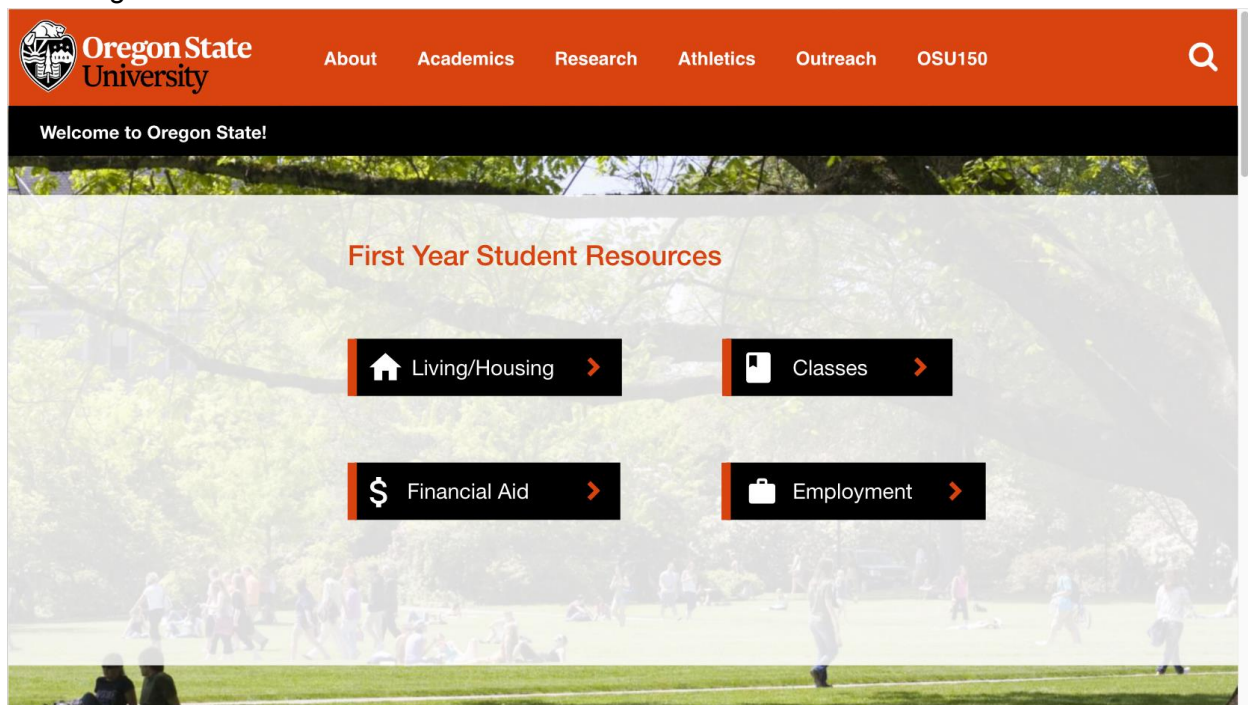 Oregon State
University
About Academics Research Athletics Outreach OSU150
Welcome to Oregon State!
First Year Student Resources
Living/Housing
Classes
$ Financial Aid
Employment